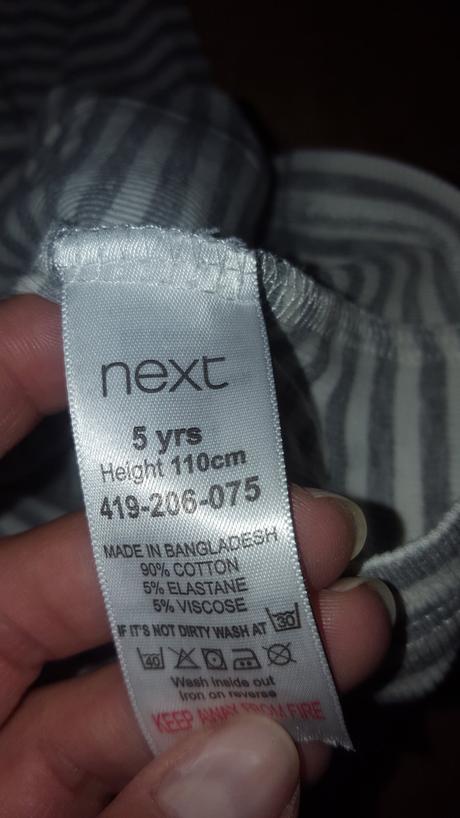 next
5 yrs
Height 110cm
419-206-075
MADE IN BANGLADESH
90% COTTON
5% ELASTANE
5% VISCOSE
IF IT'S NOT DIRTY WASH AT 30
40
Wash inside out
Iron on reverse
KEEP AWAY FROM FIRE